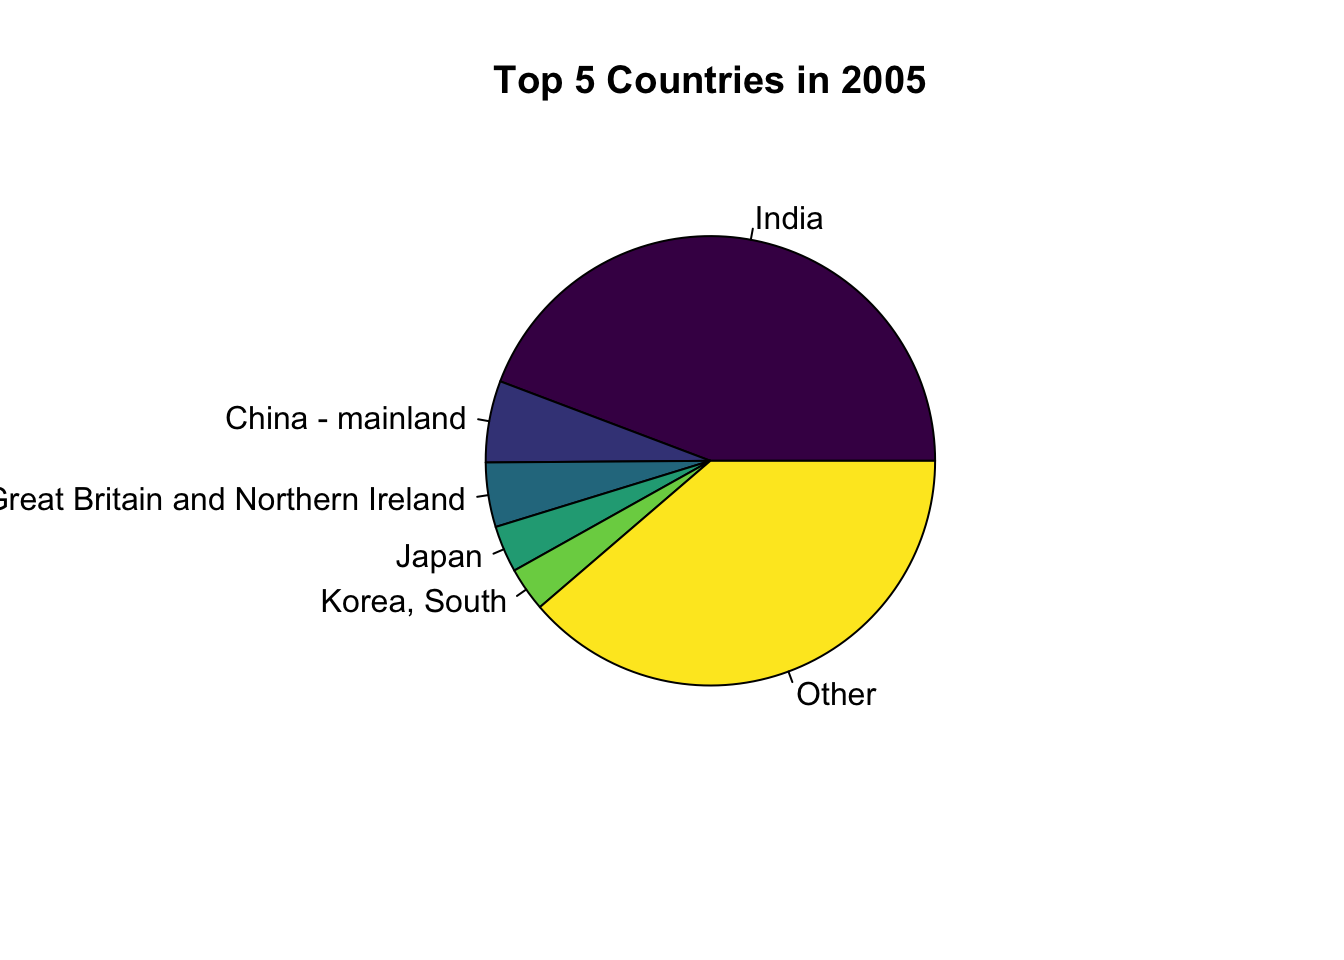 Top 5 Countries in 2005
India
China - mainland
Great Britain and Northern Ireland
Japan
Korea, South
Other